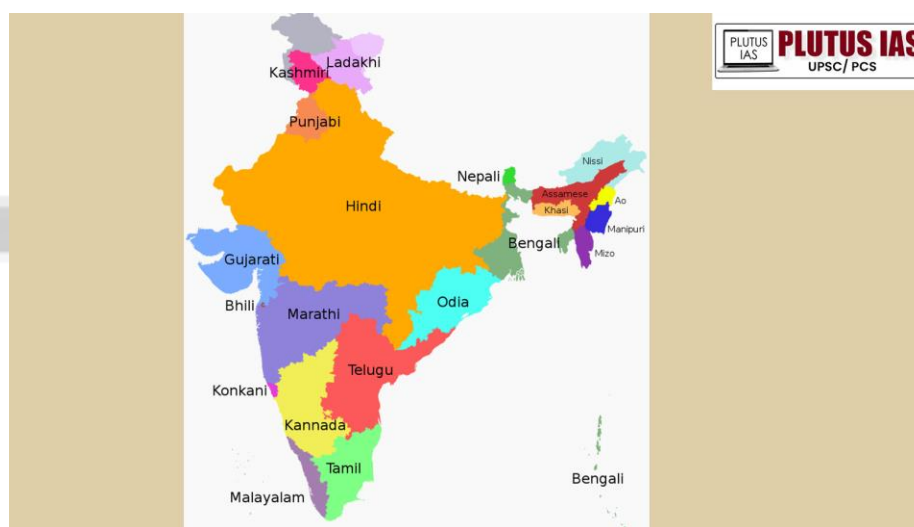 PLUTUS
IAS
PLUTUS IAS
UPSC/ PCS
Ladakhi
Kashmiri
Punjabi
Nepali
Nissi
Assamese
Ao
Khasi
Hindi
Manipuri
Bengali
Mizo
Gujarati
Bhili
Odia
Marathi
Telugu
Konkani
Kannada
Tamil
Bengali
Malayalam